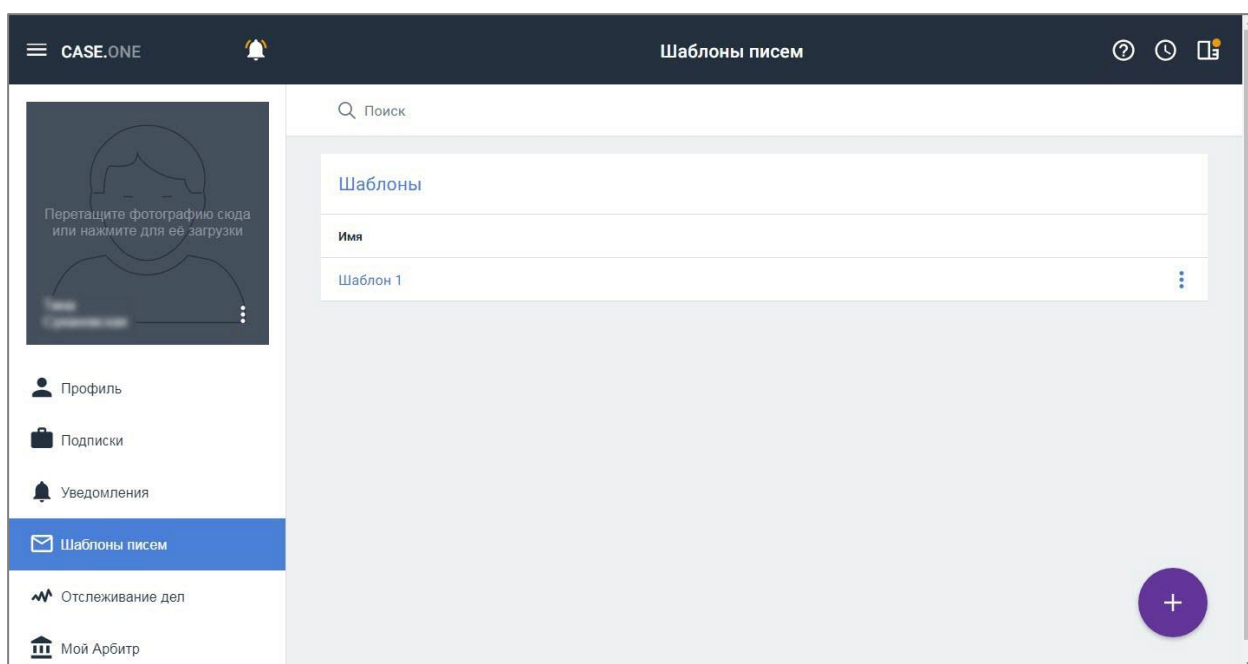 CASE.ONE
Шаблоны писем
Поиск
Перетащите фотографию сюда
или нажмите для её загрузки
Профиль
Подписки
Уведомления
Шаблоны писем
Отслеживание дел
Мой Арбитр
Шаблоны
Имя
Шаблон 1